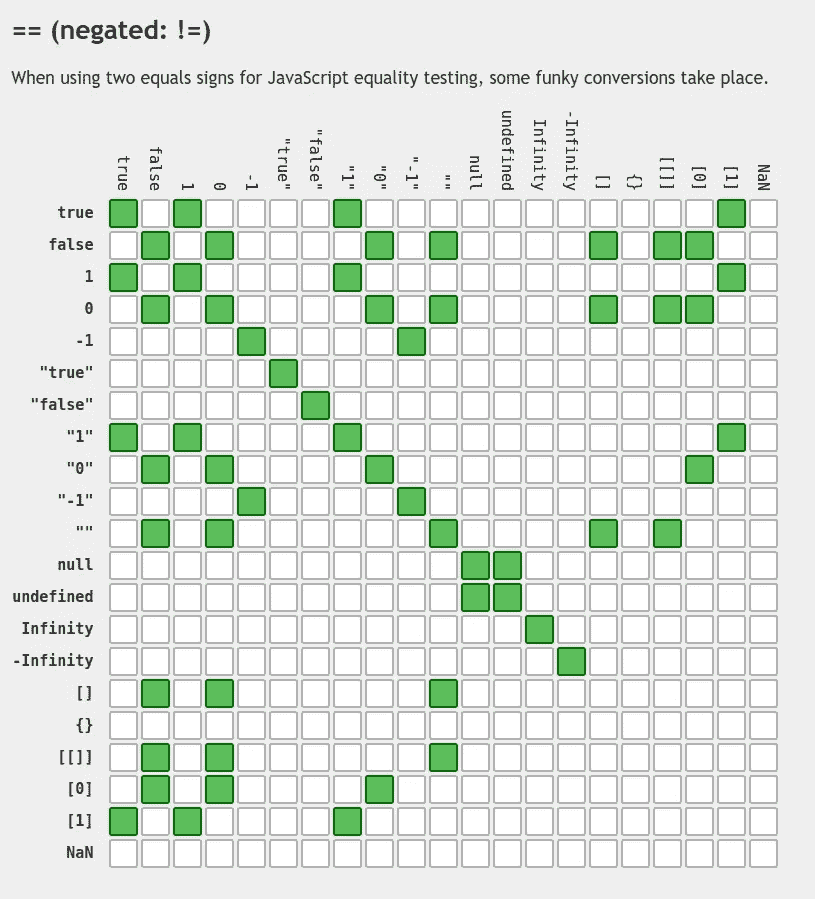 == (negated: !=)
When using two equals signs for JavaScript equality testing, some funky conversions take place.
true false 1 0 -1 "true" "false" "1" "0" "-1" "" null undefined Infinity -Infinity [] {} [[]] [0] [1] NaN
true
false
1
0
-1
"true"
"false"
"1"
"0"
"-1"
""
null
undefined
Infinity
-Infinity
[]
{}
[[]]
[0]
[1]
NaN